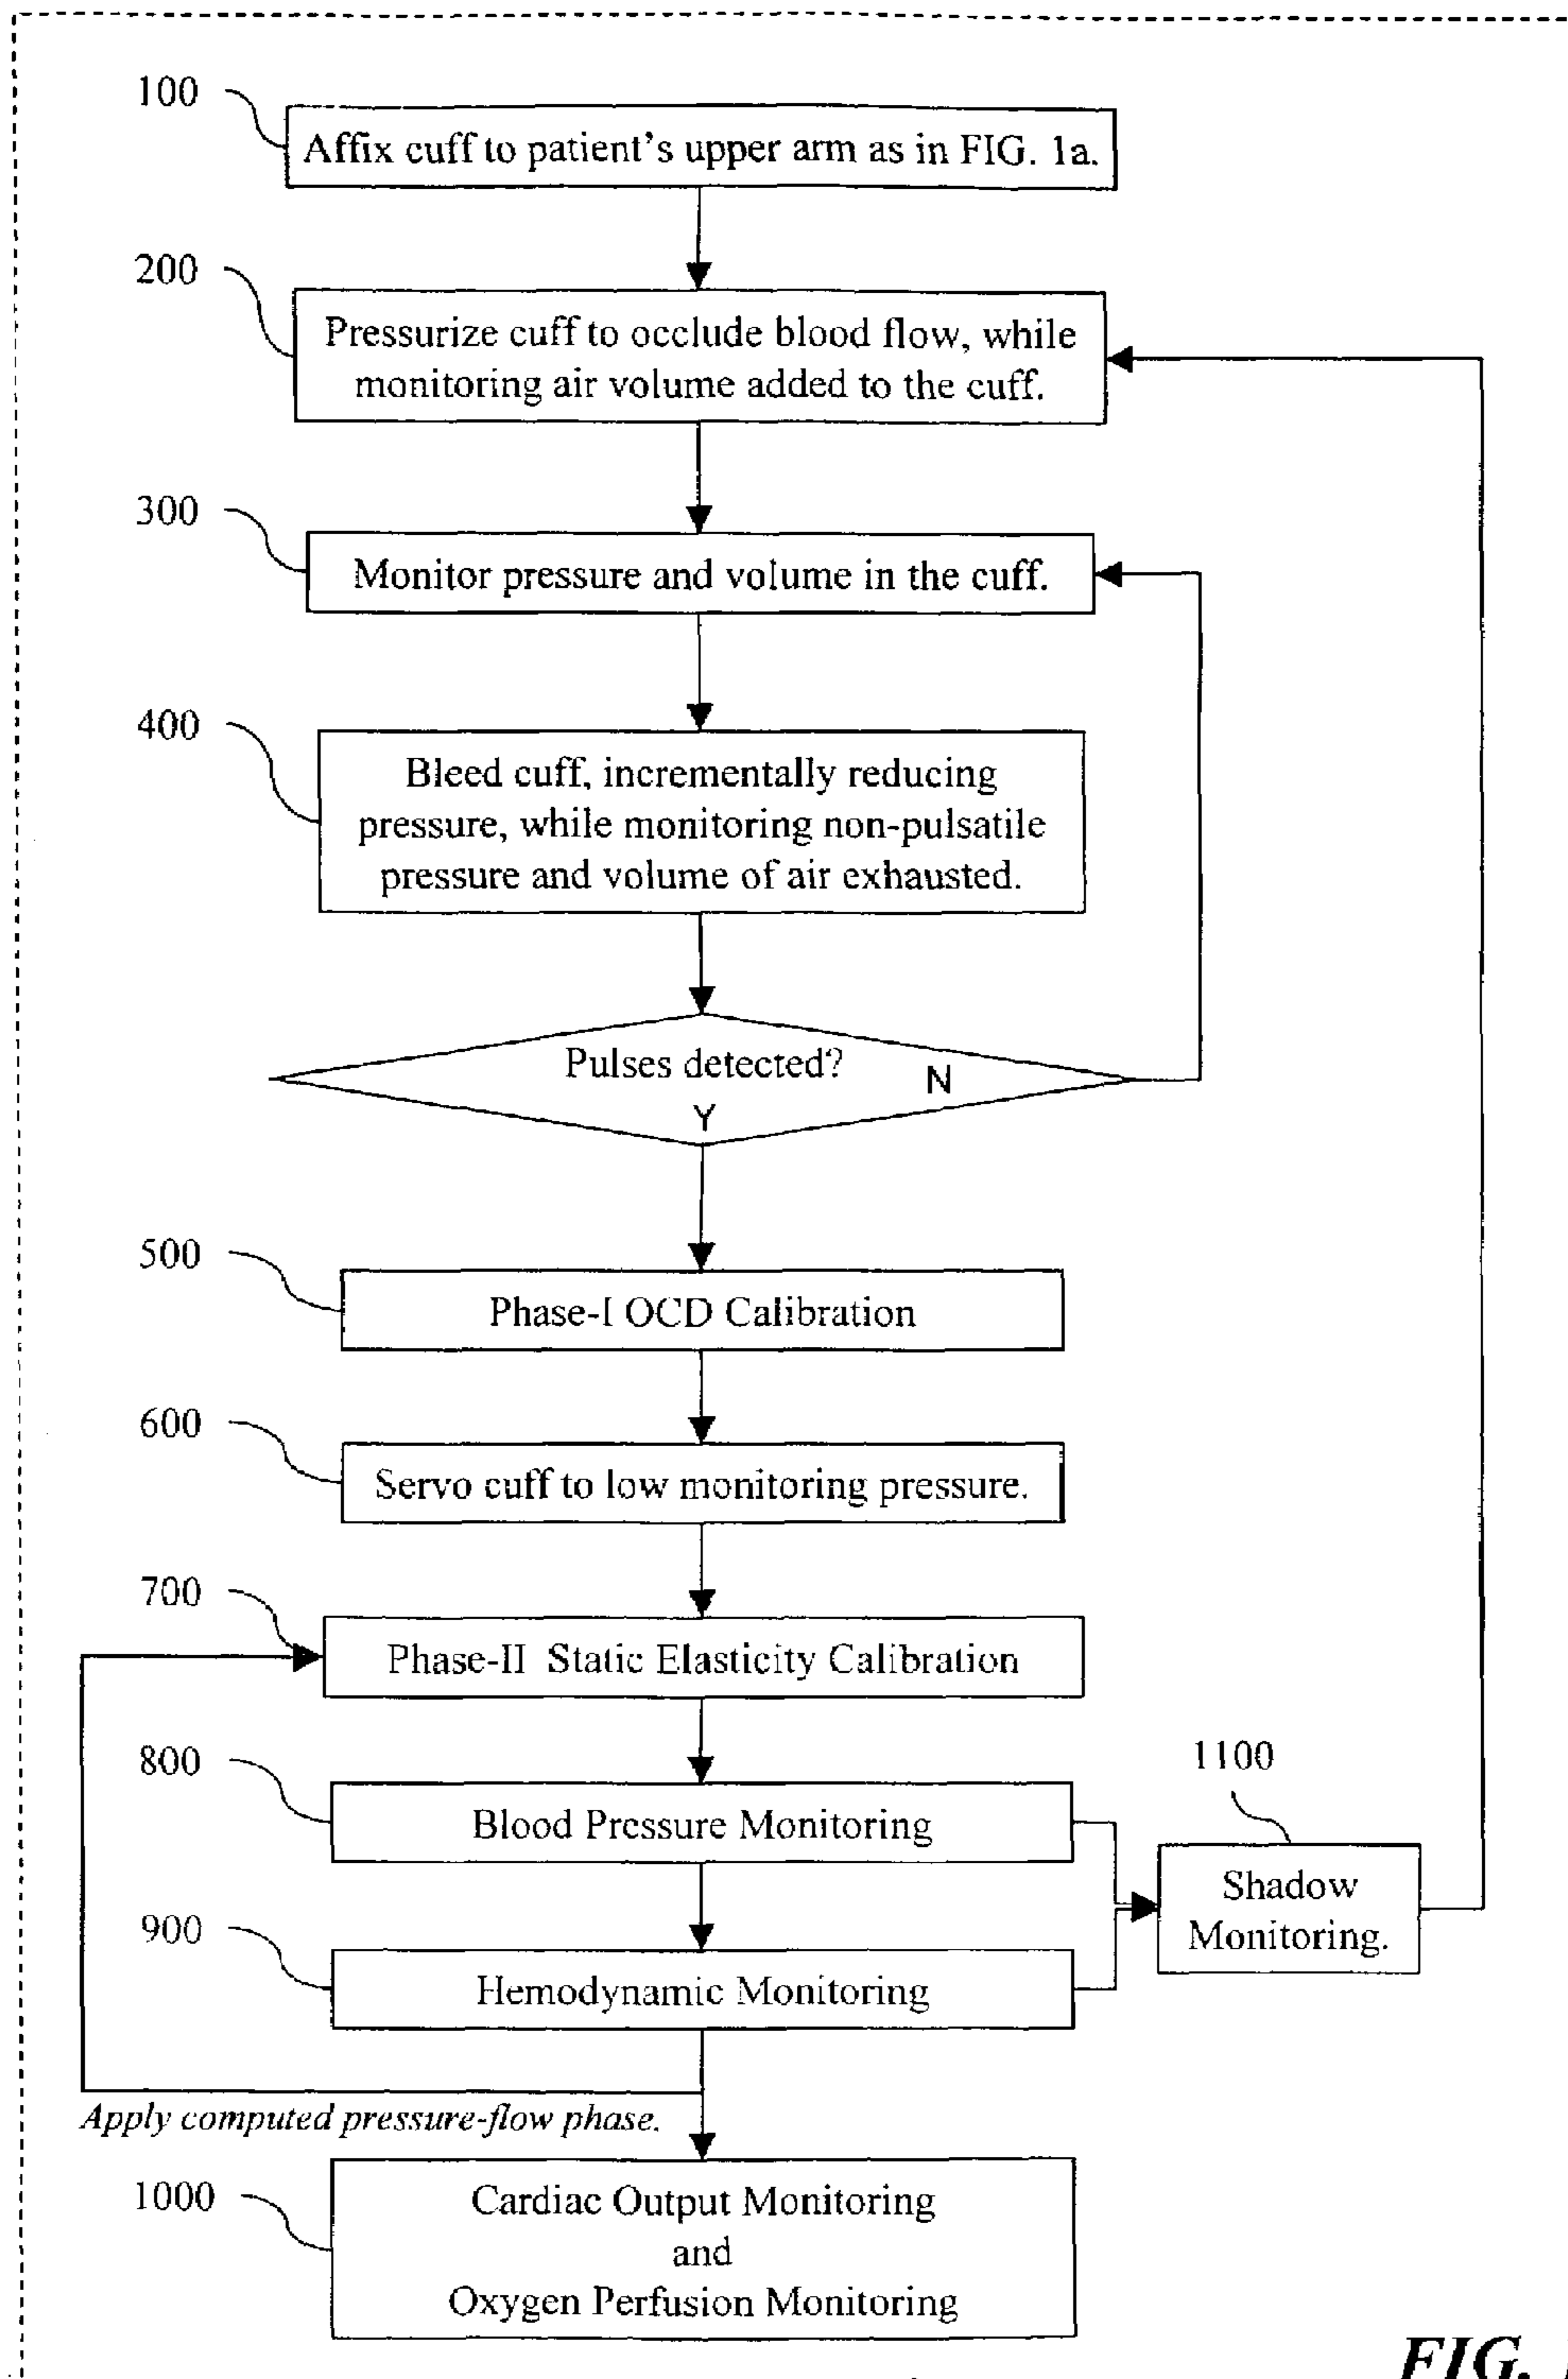 100
Affix cuff to patient's upper arm as in FIG. 1a.
200
Pressurize cuff to occlude blood flow, while
monitoring air volume added to the cuff.
300
Monitor pressure and volume in the cuff.
400
Bleed cuff, incrementally reducing
pressure, while monitoring non-pulsatile
pressure and volume of air exhausted.
Pulses detected?
N
Y
500
Phase-I OCD Calibration
600
Servo cuff to low monitoring pressure.
700
Phase-II Static Elasticity Calibration
800
Blood Pressure Monitoring
1100
Shadow
Monitoring.
900
Hemodynamic Monitoring
Apply computed pressure-flow phase.
1000
Cardiac Output Monitoring
and
Oxygen Perfusion Monitoring
FIG.